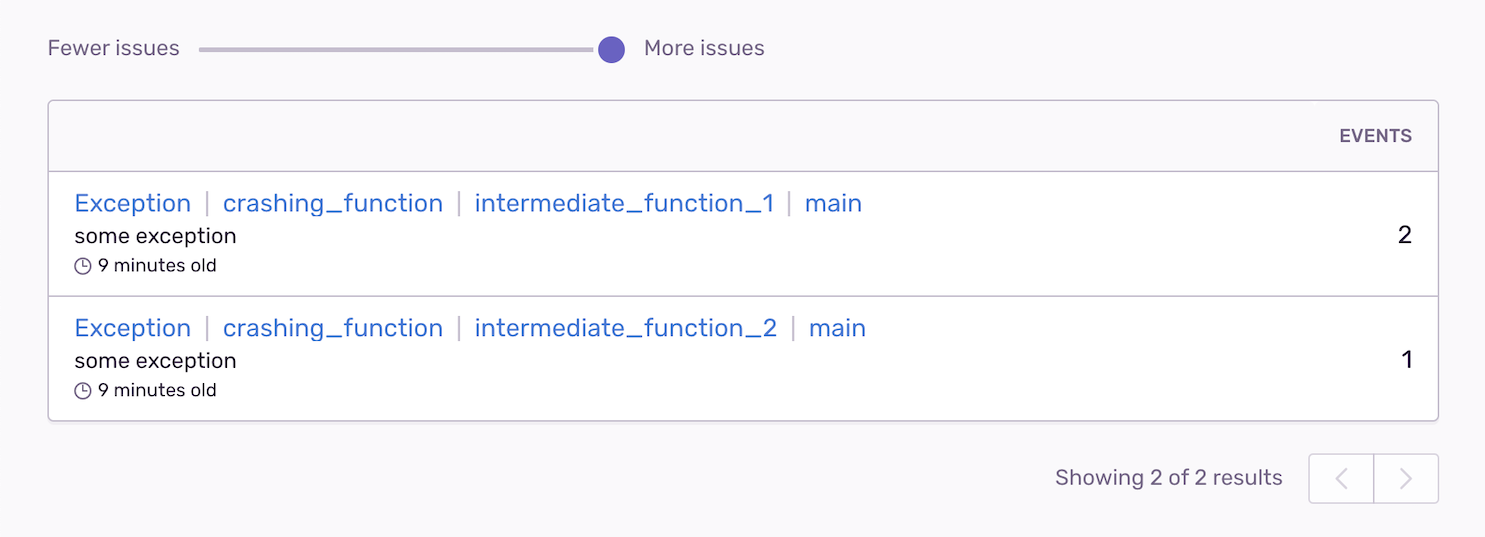 Fewer issues More issues
EVENTS
Exception | crashing_function | intermediate_function_1 | main
some exception
2
9 minutes old
Exception | crashing_function | intermediate_function_2 | main
some exception
1
9 minutes old
Showing 2 of 2 results